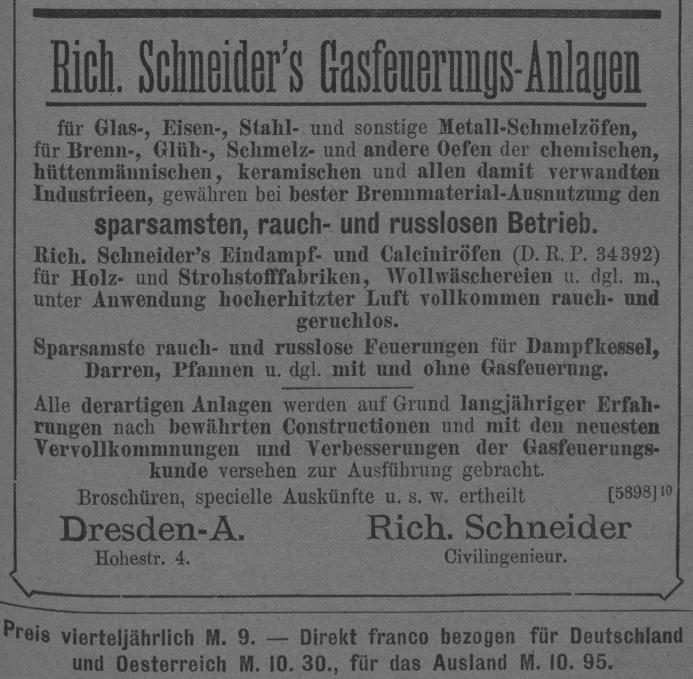 Rich. Schneider's Gasfeuerungs-Anlagen
für Glas-, Eisen-, Stahl- und sonstige Metall-Schmelzöfen,
für Brenn-, Glüh-, Schmelz- und andere Oefen der chemischen,
hüttenmännischen, keramischen und allen damit verwandten
Industrieen, gewähren bei bester Brennmaterial-Ausnutzung den
sparsamsten, rauch- und russlosen Betrieb.
Rich. Schneider's Eindampf- und Calciniröfen (D. R. P. 34392)
für Holz- und Strohstofffabriken, Wollwäschereien u. dgl. m.,
unter Anwendung hocherhitzter Luft vollkommen rauch- und
geruchlos.
Sparsamste rauch- und russlose Feuerungen für Dampfkessel,
Darren, Pfannen u. dgl. mit und ohne Gasfeuerung.
Alle derartigen Anlagen werden auf Grund langjähriger Erfah-
rungen nach bewährten Constructionen und mit den neuesten
Vervollkommnungen und Verbesserungen der Gasfeuerungs-
kunde versehen zur Ausführung gebracht.
Broschüren, specielle Auskünfte u. s. w. ertheilt [5898]10
Dresden-A. Rich. Schneider
Hohestr. 4. Civilingenieur.
Preis vierteljährlich M. 9. — Direkt franco bezogen für Deutschland
und Oesterreich M. 10. 30., für das Ausland M. 10. 95.